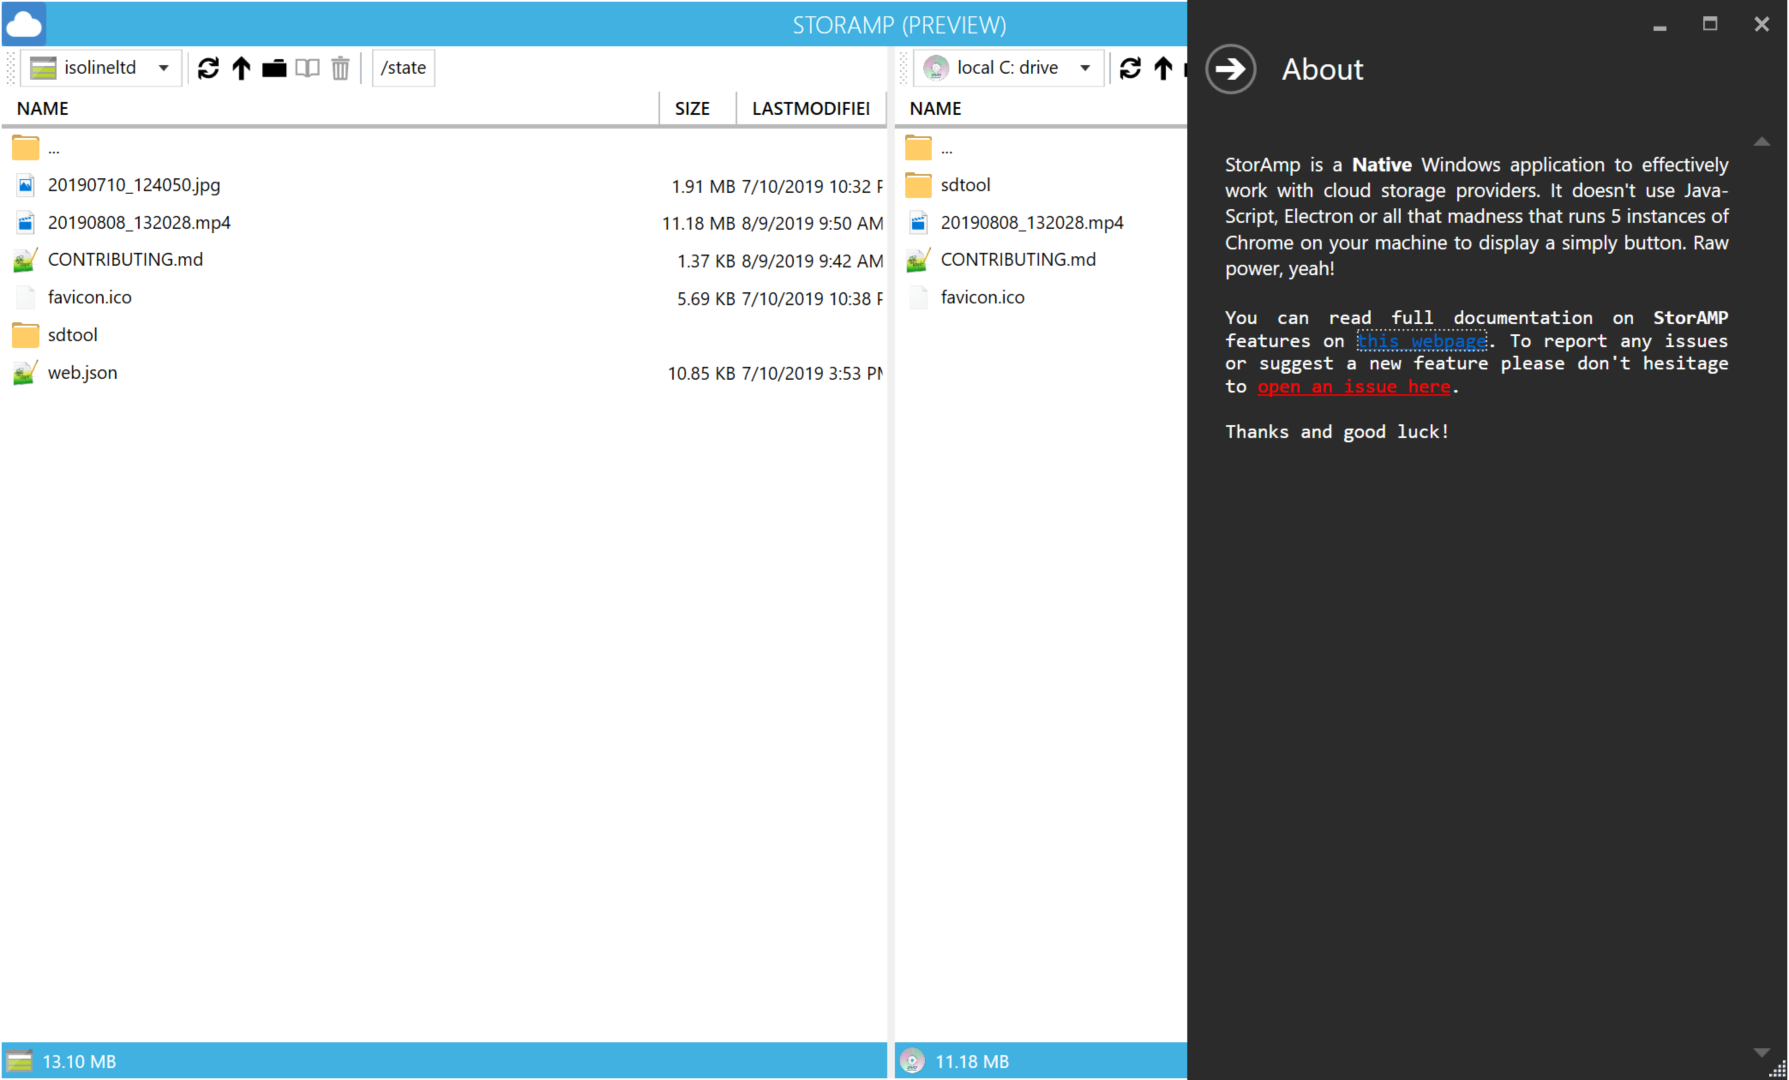 STORAMP (PREVIEW)
isolineltd
/state
NAME SIZE LASTMODIFIEI
...
20190710_124050.jpg 1.91 MB 7/10/2019 10:32 P
20190808_132028.mp4 11.18 MB 8/9/2019 9:50 AM
CONTRIBUTING.md 1.37 KB 8/9/2019 9:42 AM
favicon.ico 5.69 KB 7/10/2019 10:38 P
sdtool
web.json 10.85 KB 7/10/2019 3:53 PM
13.10 MB
local C: drive
NAME
...
sdtool
20190808_132028.mp4
CONTRIBUTING.md
favicon.ico
11.18 MB
About
StorAmp is a Native Windows application to effectively
work with cloud storage providers. It doesn't use Java-
Script, Electron or all that madness that runs 5 instances of
Chrome on your machine to display a simply button. Raw
power, yeah!
You can read full documentation on StorAMP
features on this webpage. To report any issues
or suggest a new feature please don't hesitage
to open an issue here.
Thanks and good luck!